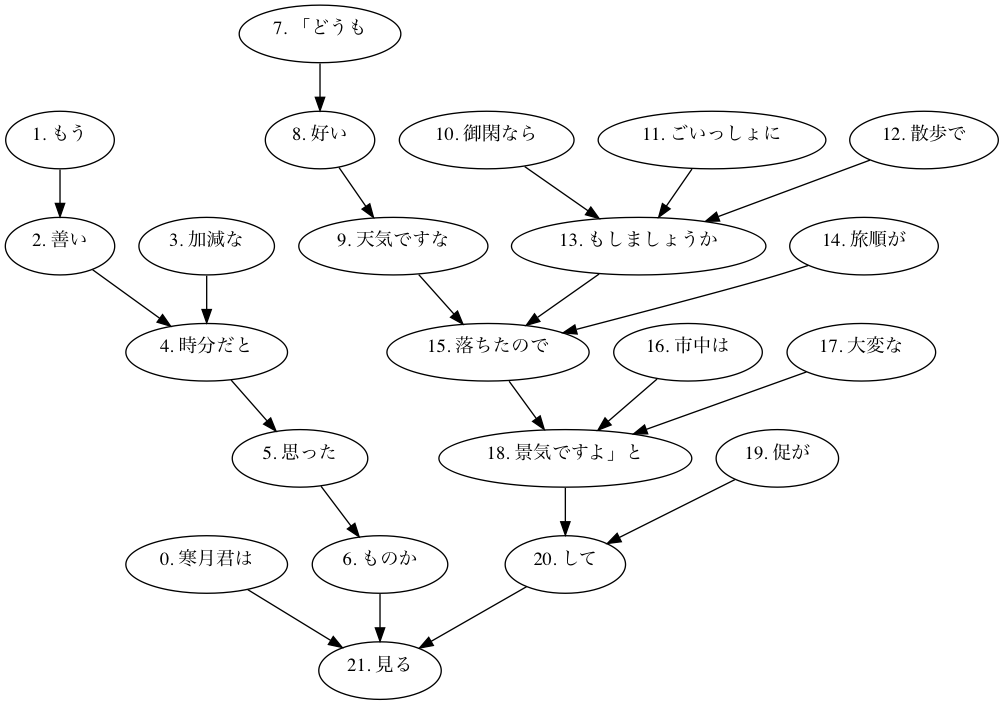 7. 「どうも
1. もう
8. 好い
10. 御閑なら
11. ごいっしょに
12. 散歩で
2. 善い
3. 加減な
9. 天気ですな
13. もしましょうか
14. 旅順が
4. 時分だと
15. 落ちたので
16. 市中は
17. 大変な
5. 思った
18. 景気ですよ」と
19. 促が
0. 寒月君は
6. ものか
20. して
21. 見る